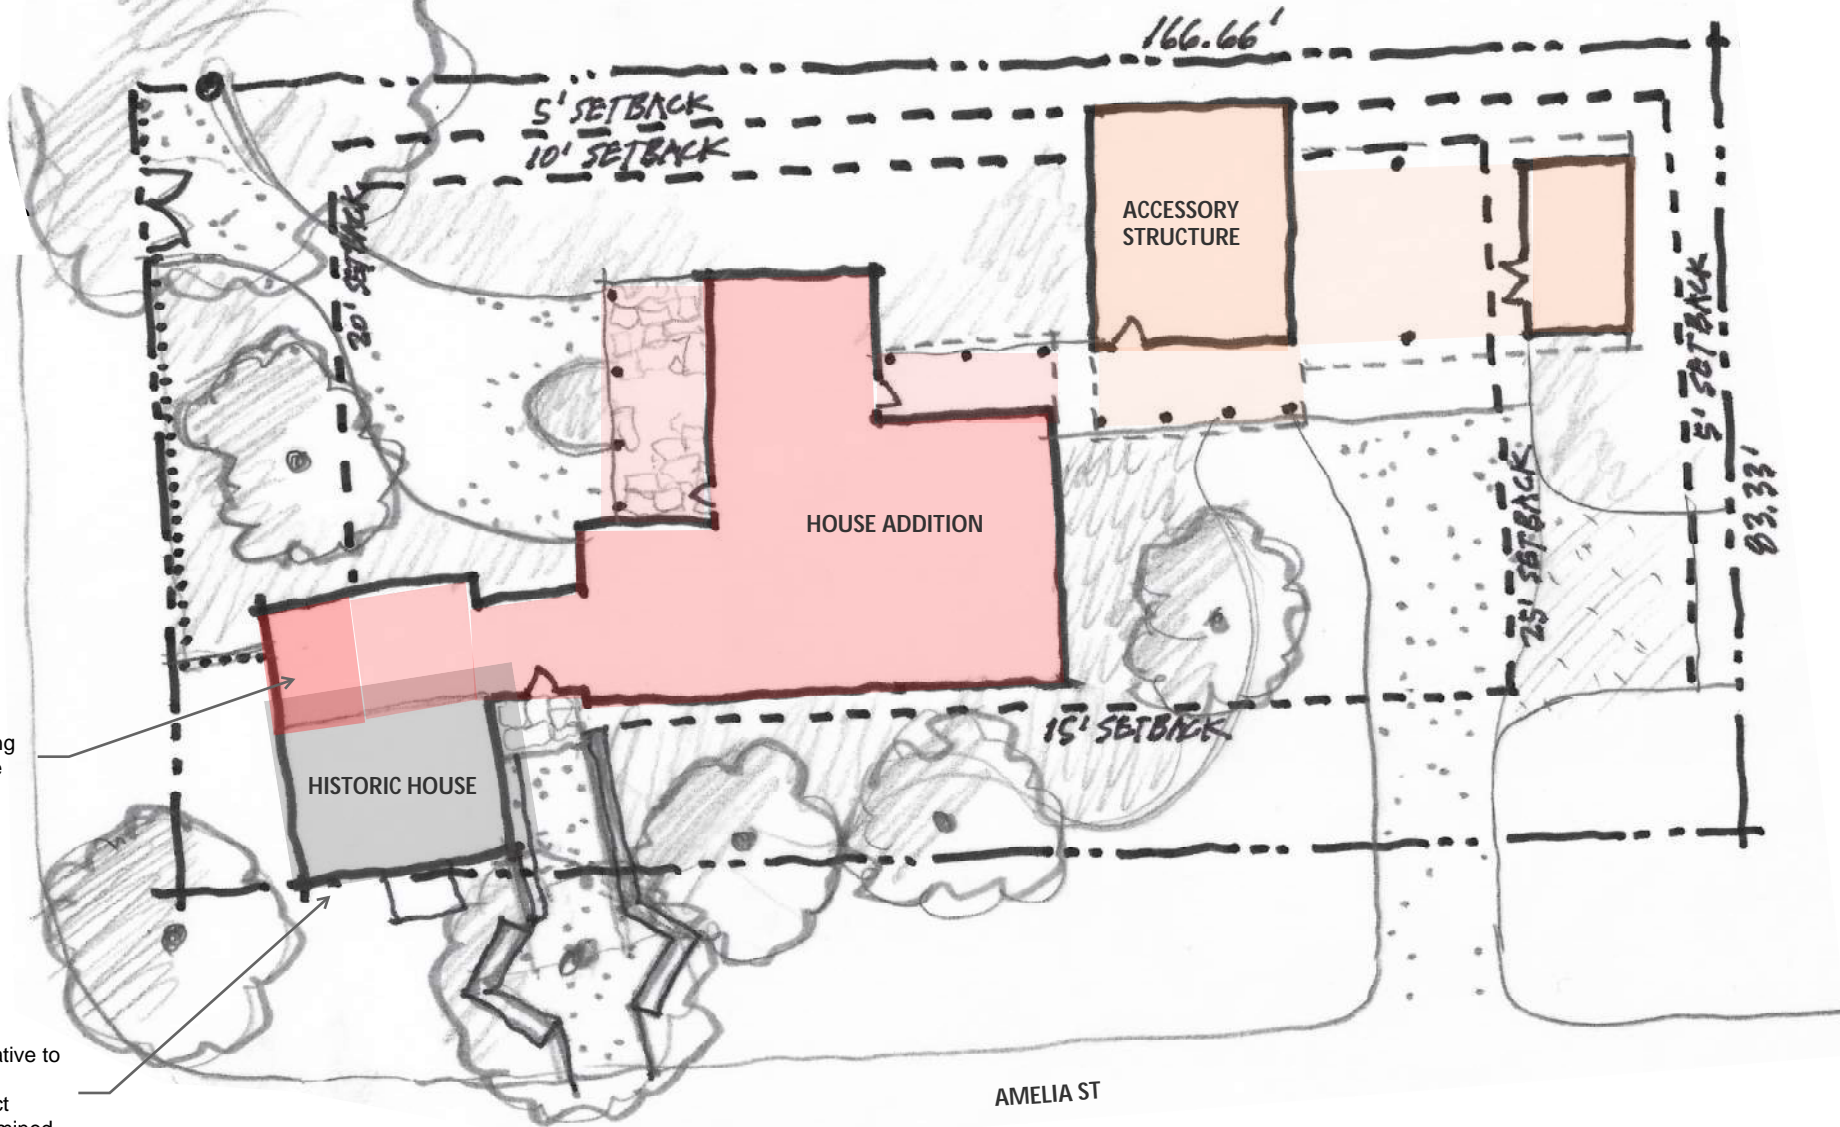 166.66'
5' SETBACK
10' SETBACK
20' SETBACK
ACCESSORY
STRUCTURE
5' SETBACK
83.33'
25' SETBACK
HOUSE ADDITION
15' SETBACK
HISTORIC HOUSE
AMELIA ST